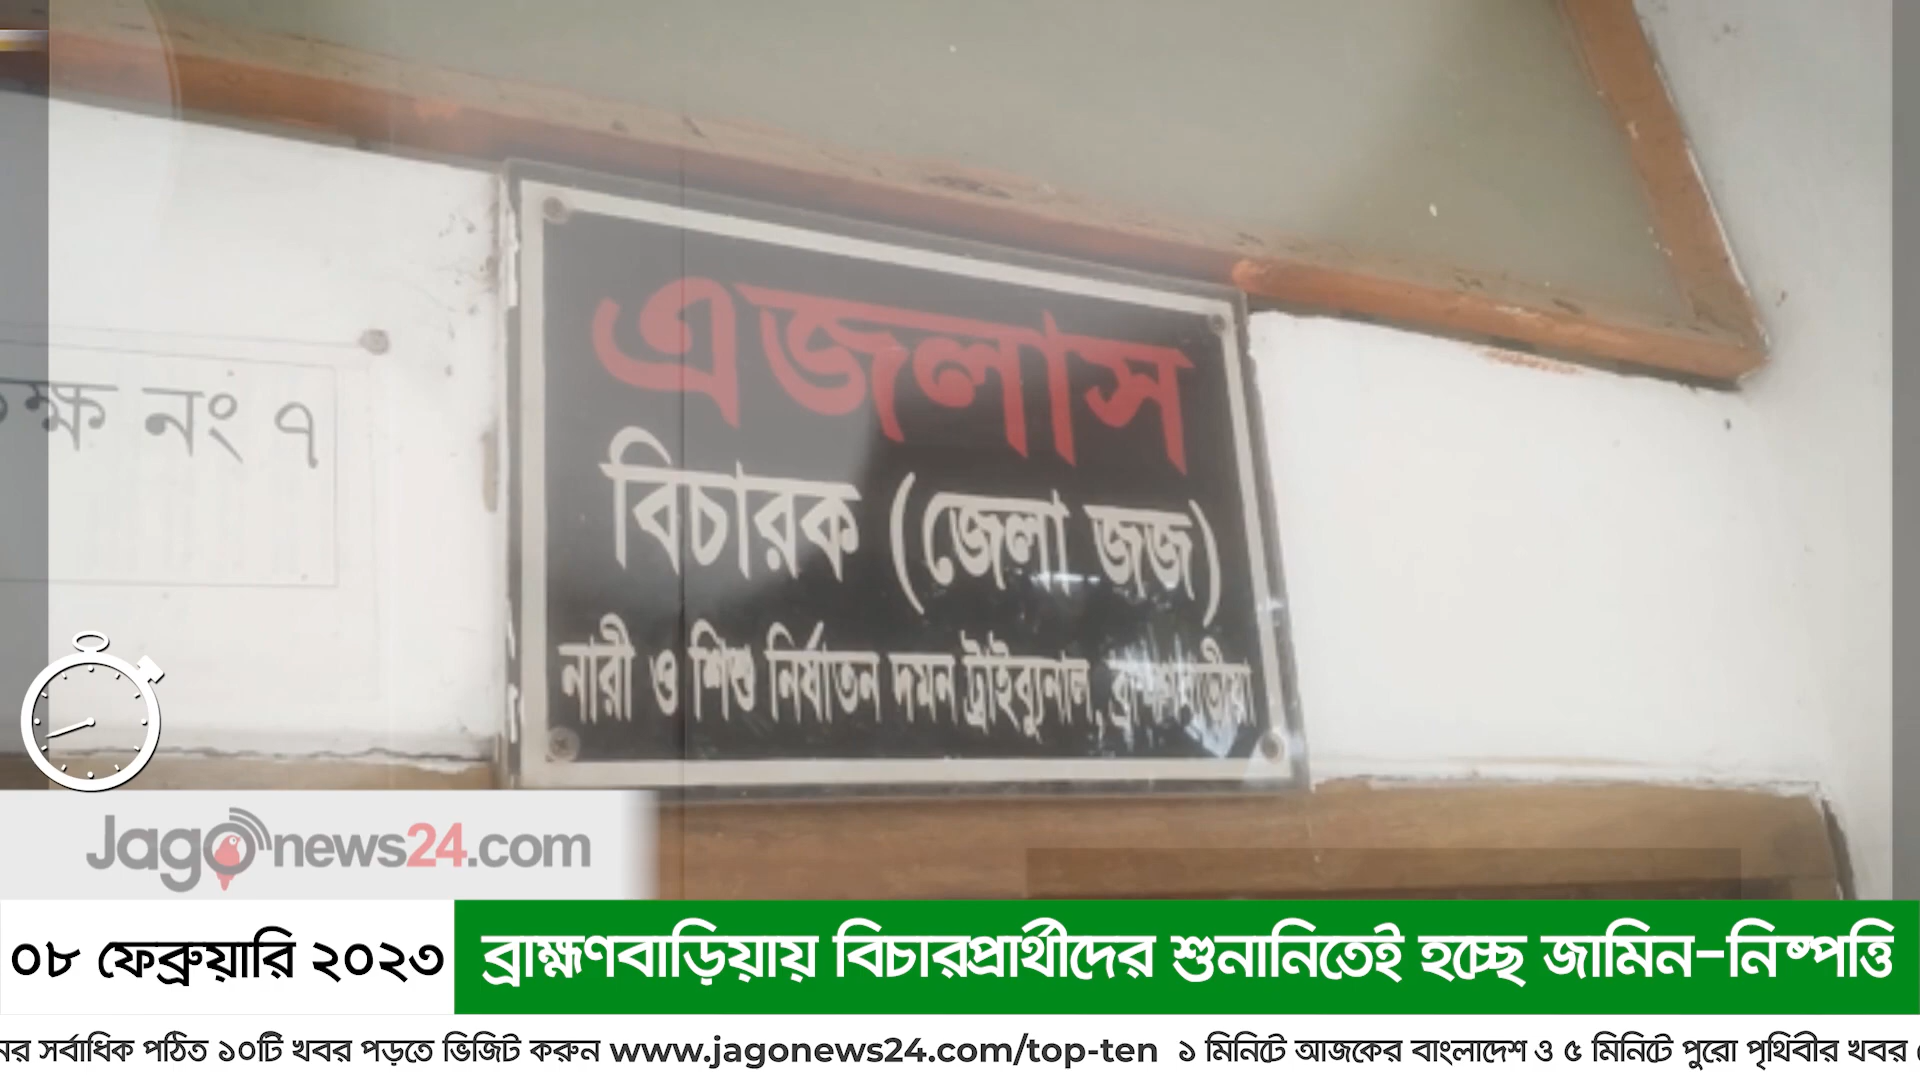 এজলাস
বিচারক (জেলা জজ)
নারী ও শিশু নির্যাতন দমন ট্রাইব্যুনাল, ব্রাহ্মণবাড়ীয়া
ক্ষ নং ৭
Jagonews24.com
০৮ ফেব্রুয়ারি ২০২৩
ব্রাহ্মণবাড়িয়ায় বিচারপ্রার্থীদের শুনানিতেই হচ্ছে জামিন-নিষ্পত্তি
সর্বাধিক পঠিত ১০টি খবর পড়তে ভিজিট করুন www.jagonews24.com/top-ten ১ মিনিটে আজকের বাংলাদেশ ও ৫ মিনিটে পুরো পৃথিবীর খবর